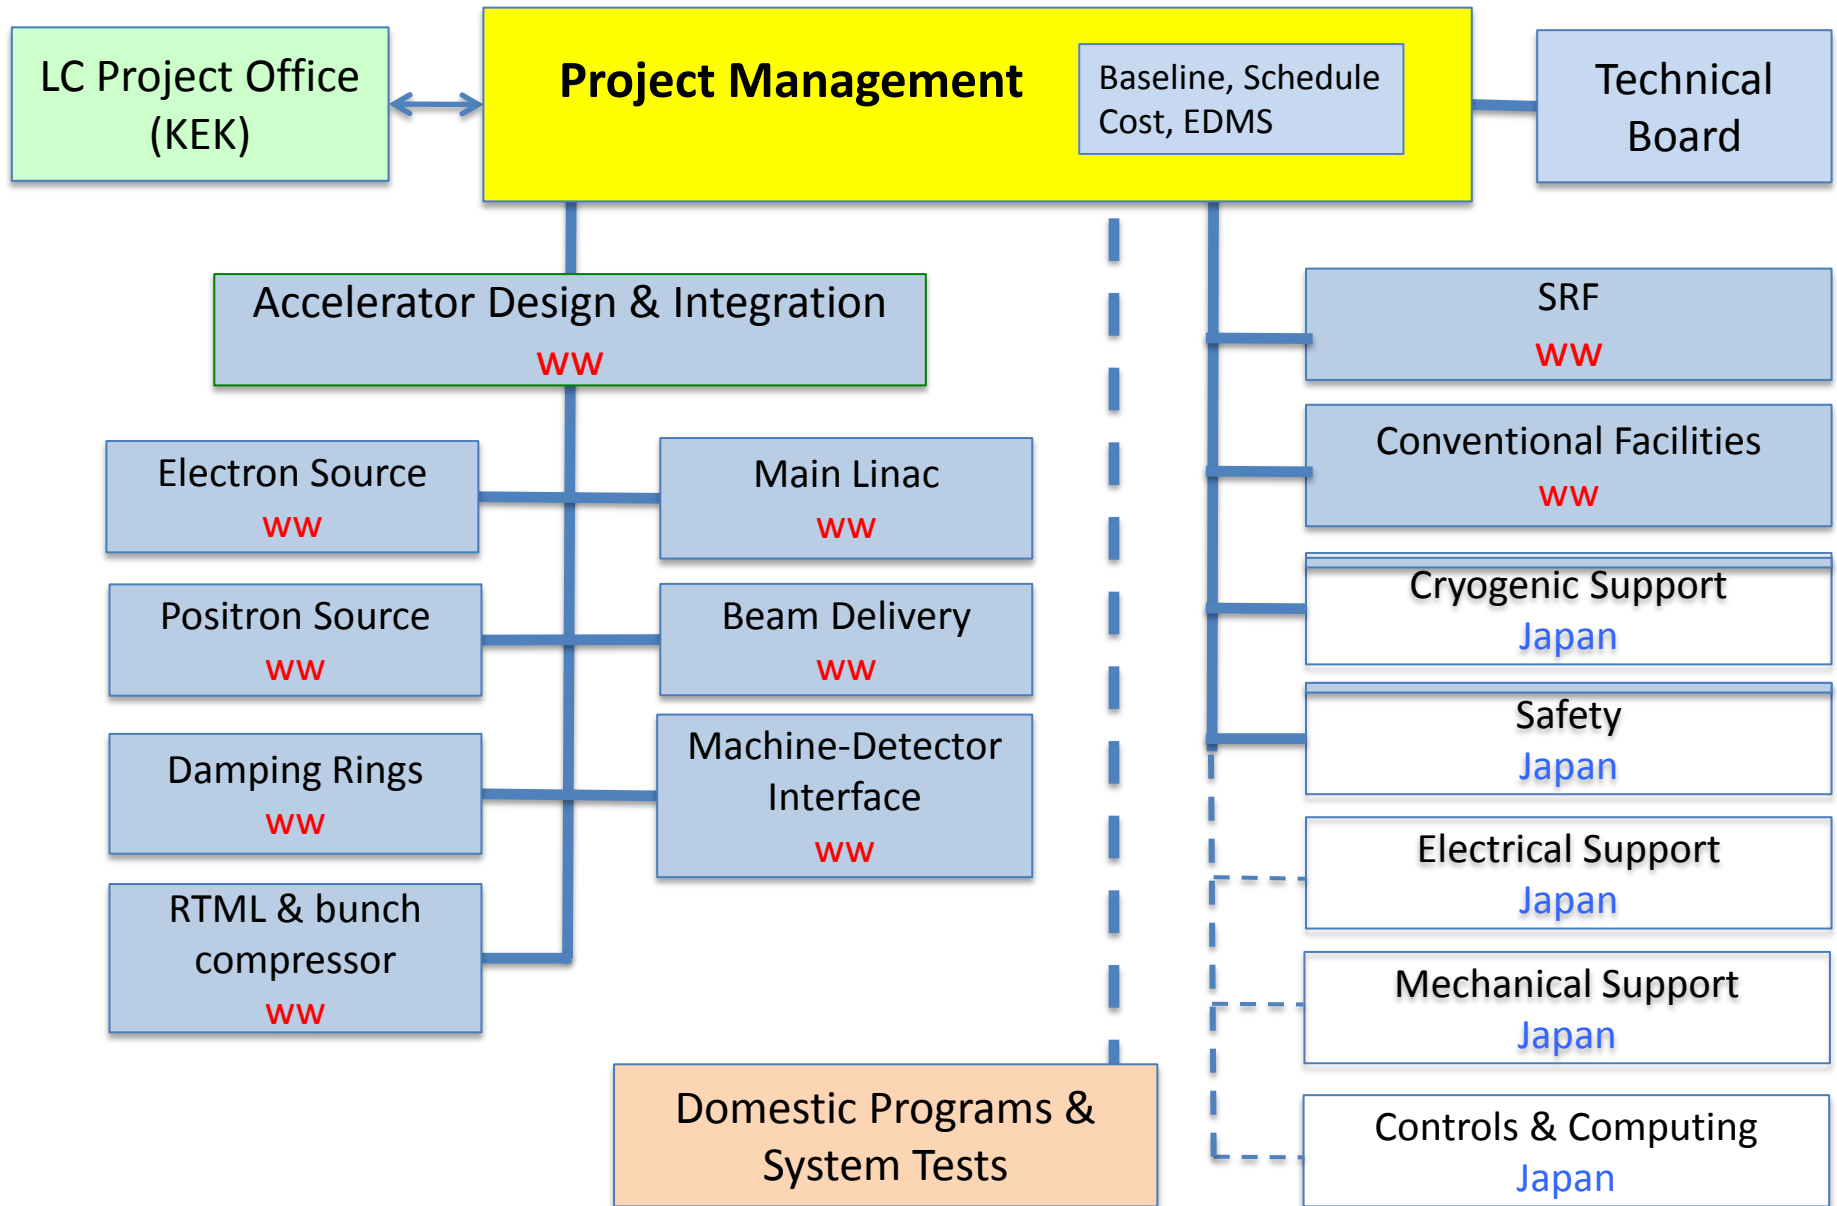 LC Project Office
(KEK)
Project Management
Baseline, Schedule
Cost, EDMS
Technical
Board
Accelerator Design & Integration
ww
Electron Source
ww
Main Linac
ww
Positron Source
ww
Beam Delivery
ww
Damping Rings
ww
Machine-Detector
Interface
ww
RTML & bunch
compressor
ww
Domestic Programs &
System Tests
SRF
ww
Conventional Facilities
ww
Cryogenic Support
Japan
Safety
Japan
Electrical Support
Japan
Mechanical Support
Japan
Controls & Computing
Japan